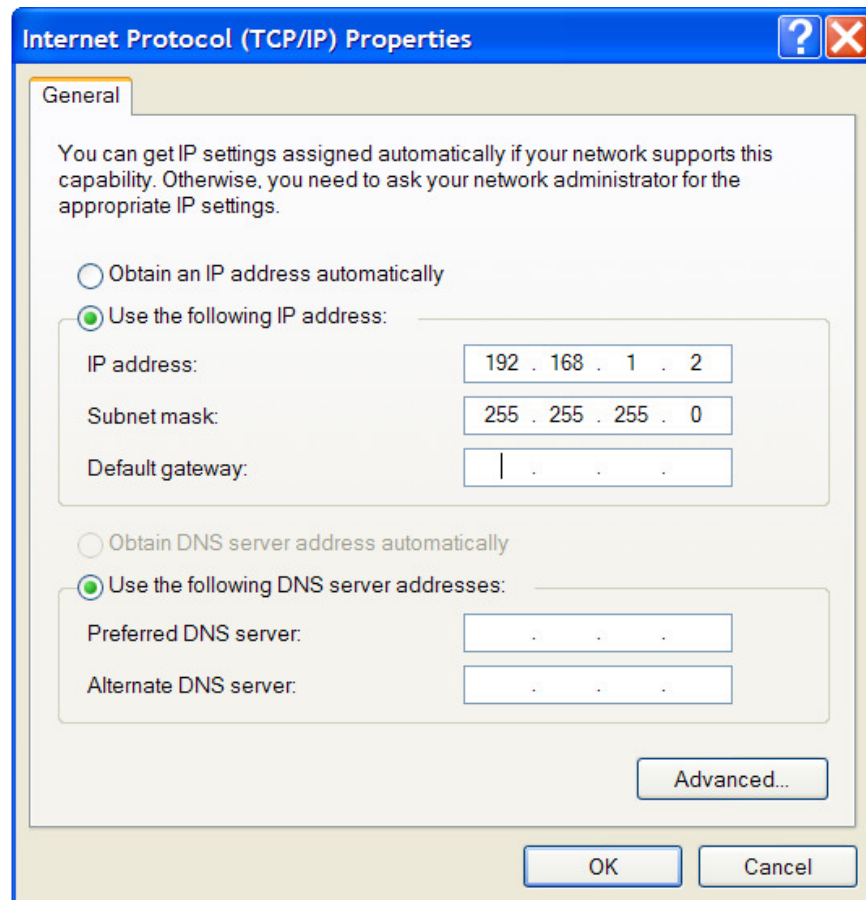 Internet Protocol (TCP/IP) Properties
General
You can get IP settings assigned automatically if your network supports this
capability. Otherwise, you need to ask your network administrator for the
appropriate IP settings.
Obtain an IP address automatically
Use the following IP address:
IP address: 192 . 168 . 1 . 2
Subnet mask: 255 . 255 . 255 . 0
Default gateway: . . .
Obtain DNS server address automatically
Use the following DNS server addresses:
Preferred DNS server: . . .
Alternate DNS server: . . .
Advanced...
OK Cancel